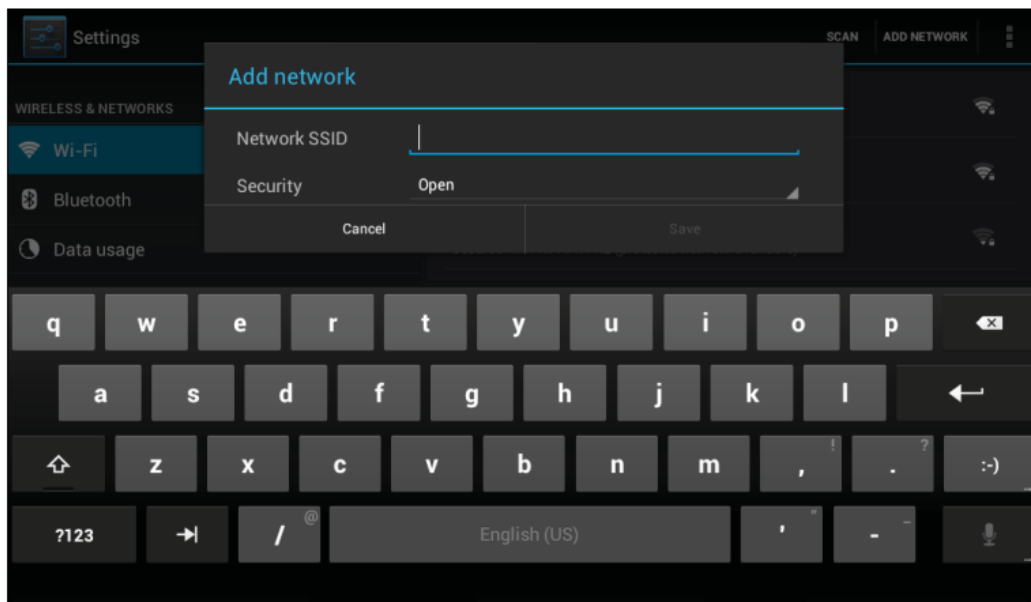 Settings
SCAN
ADD NETWORK
Add network
WIRELESS & NETWORKS
Network SSID
Wi-Fi
Security
Open
Bluetooth
Cancel
Save
Data usage
q w e r t y u i o p
a s d f g h j k l
z x c v b n m , ! . ? :-)
?123 / @ English (US) ' " - _